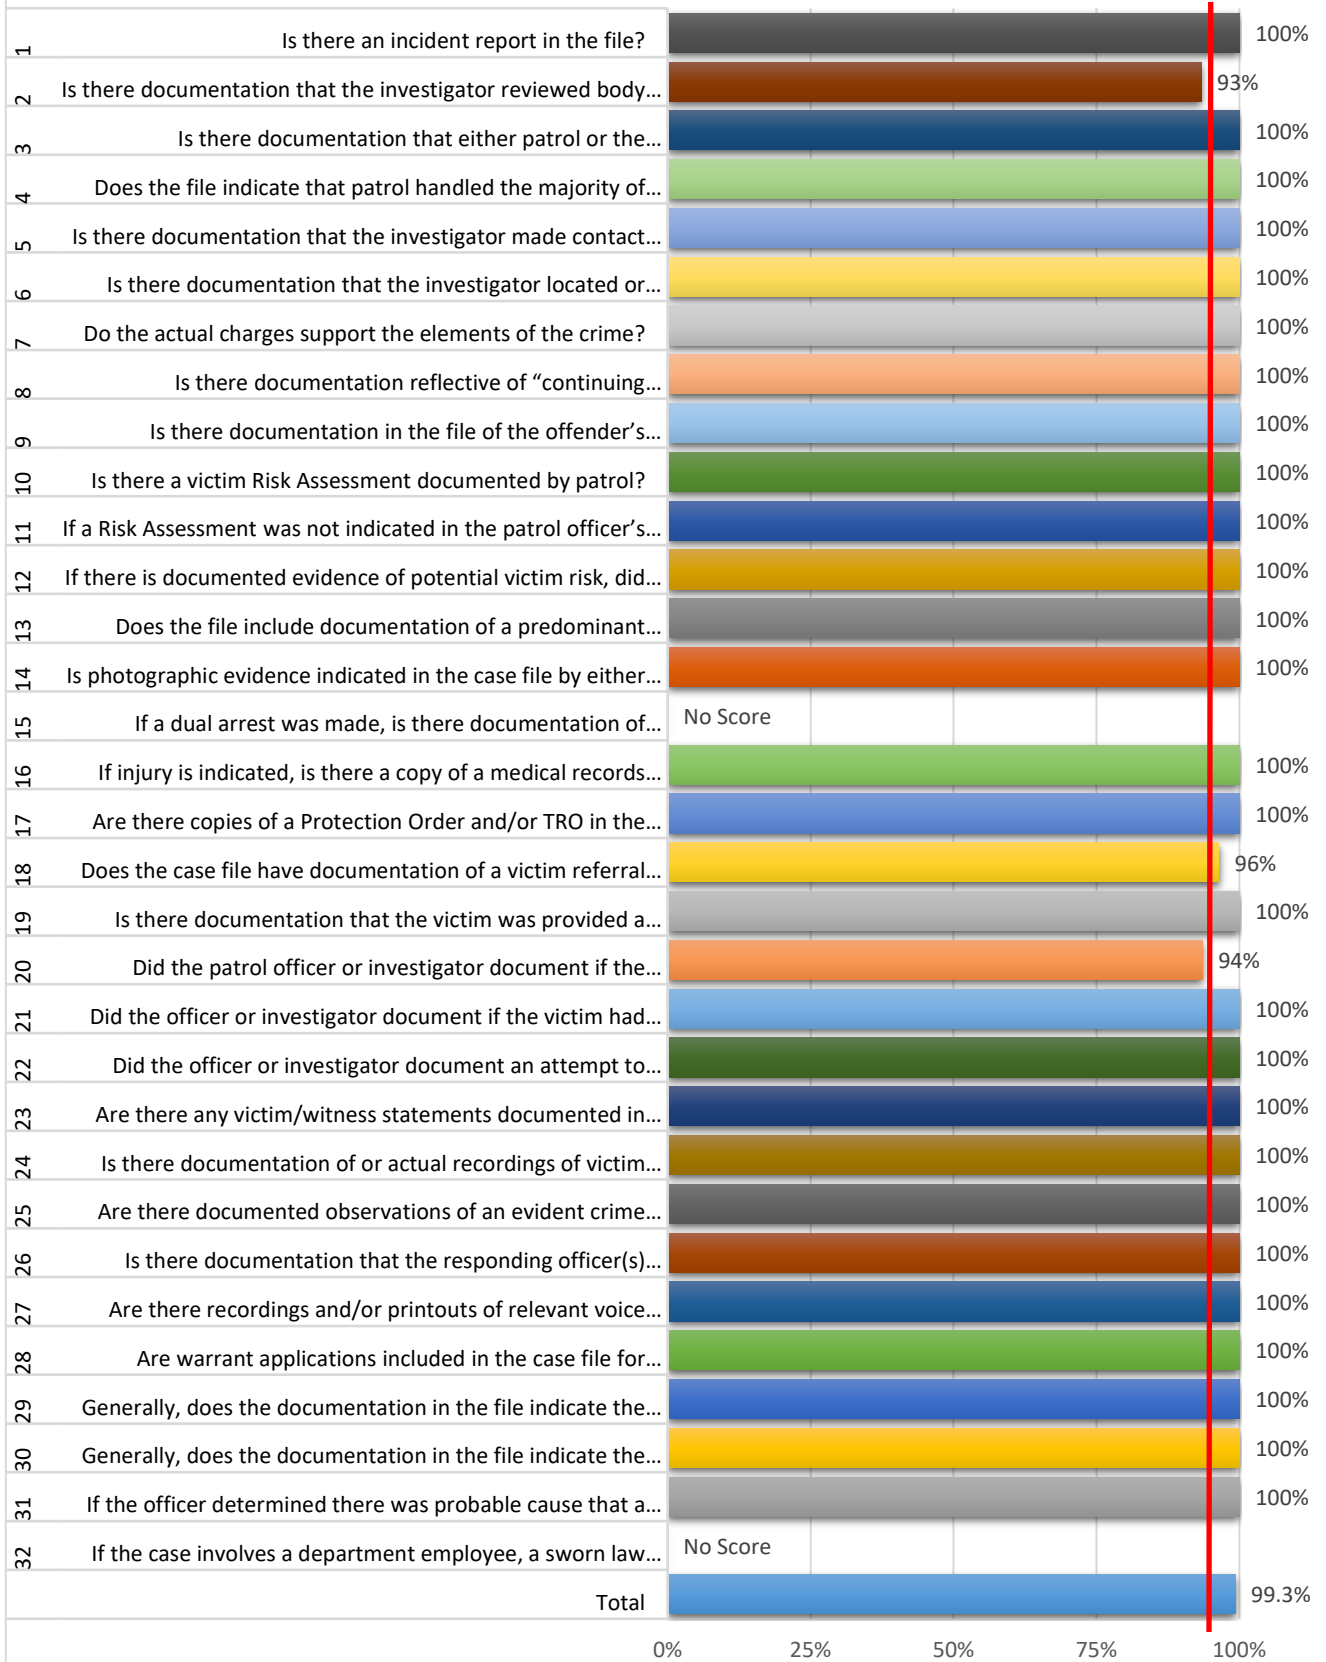 1 Is there an incident report in the file? 100%
2 Is there documentation that the investigator reviewed body... 93%
3 Is there documentation that either patrol or the... 100%
4 Does the file indicate that patrol handled the majority of... 100%
5 Is there documentation that the investigator made contact... 100%
6 Is there documentation that the investigator located or... 100%
7 Do the actual charges support the elements of the crime? 100%
8 Is there documentation reflective of “continuing... 100%
9 Is there documentation in the file of the offender’s... 100%
10 Is there a victim Risk Assessment documented by patrol? 100%
11 If a Risk Assessment was not indicated in the patrol officer’s... 100%
12 If there is documented evidence of potential victim risk, did... 100%
13 Does the file include documentation of a predominant... 100%
14 Is photographic evidence indicated in the case file by either... 100%
15 If a dual arrest was made, is there documentation of... No Score
16 If injury is indicated, is there a copy of a medical records... 100%
17 Are there copies of a Protection Order and/or TRO in the... 100%
18 Does the case file have documentation of a victim referral... 96%
19 Is there documentation that the victim was provided a... 100%
20 Did the patrol officer or investigator document if the... 94%
21 Did the officer or investigator document if the victim had... 100%
22 Did the officer or investigator document an attempt to... 100%
23 Are there any victim/witness statements documented in... 100%
24 Is there documentation of or actual recordings of victim... 100%
25 Are there documented observations of an evident crime... 100%
26 Is there documentation that the responding officer(s)... 100%
27 Are there recordings and/or printouts of relevant voice... 100%
28 Are warrant applications included in the case file for... 100%
29 Generally, does the documentation in the file indicate the... 100%
30 Generally, does the documentation in the file indicate the... 100%
31 If the officer determined there was probable cause that a... 100%
32 If the case involves a department employee, a sworn law... No Score
Total 99.3%
0% 25% 50% 75% 100%